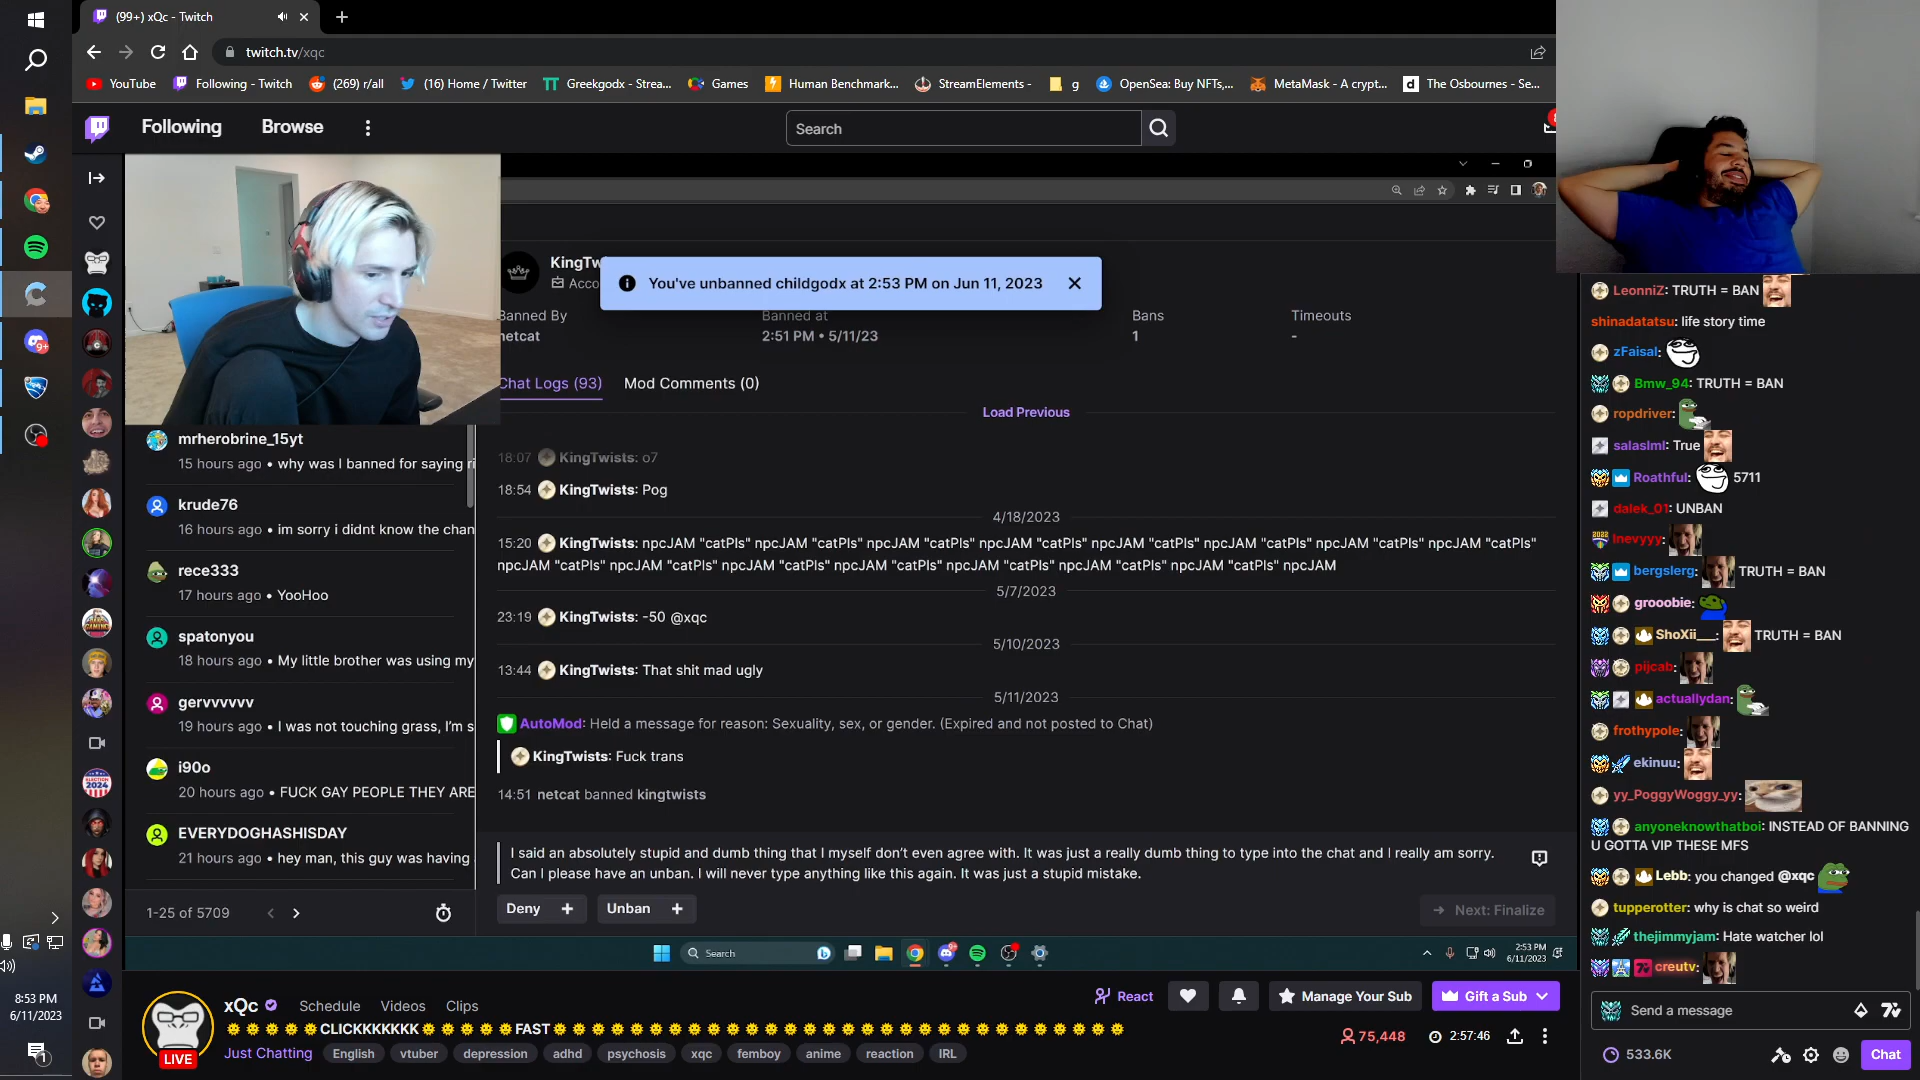 (99+) xQc - Twitch
twitch.tv/xqc
YouTube
Following - Twitch
(269) r/all
(16) Home / Twitter
Greekgodx - Strea...
Games
Human Benchmark...
StreamElements -
g
OpenSea: Buy NFTs,...
MetaMask - A crypt...
The Osbournes - Se...
Following
Browse
Search
KingTw
Acco
You've unbanned childgodx at 2:53 PM on Jun 11, 2023
Banned By
Banned at
Bans
Timeouts
netcat
2:51 PM • 5/11/23
1
-
Chat Logs (93)
Mod Comments (0)
Load Previous
18:07 KingTwists: o7
18:54 KingTwists: Pog
4/18/2023
15:20 KingTwists: npcJAM "catPls" npcJAM "catPls" npcJAM "catPls" npcJAM "catPls" npcJAM "catPls" npcJAM "catPls" npcJAM "catPls" npcJAM "catPls"
npcJAM "catPls" npcJAM "catPls" npcJAM "catPls" npcJAM "catPls" npcJAM "catPls" npcJAM "catPls" npcJAM "catPls" npcJAM
5/7/2023
23:19 KingTwists: -50 @xqc
5/10/2023
13:44 KingTwists: That shit mad ugly
5/11/2023
AutoMod: Held a message for reason: Sexuality, sex, or gender. (Expired and not posted to Chat)
KingTwists: Fuck trans
14:51 netcat banned kingtwists
I said an absolutely stupid and dumb thing that I myself don't even agree with. It was just a really dumb thing to type into the chat and I really am sorry.
Can I please have an unban. I will never type anything like this again. It was just a stupid mistake.
Deny +
Unban +
Next: Finalize
mrherobrine_15yt
15 hours ago • why was I banned for saying ri
krude76
16 hours ago • im sorry i didnt know the chan
rece333
17 hours ago • YooHoo
spatonyou
18 hours ago • My little brother was using my
gervvvvvv
19 hours ago • I was not touching grass, I'm s
i90o
20 hours ago • FUCK GAY PEOPLE THEY ARE
EVERYDOGHASHISDAY
21 hours ago • hey man, this guy was having
1-25 of 5709
Search
2:53 PM
6/11/2023
LeonniZ: TRUTH = BAN
shinadatatsu: life story time
zFaisal:
Bmw_94: TRUTH = BAN
ropdriver:
salaslml: True
Roathful: 5711
dalek_01: UNBAN
Inevyyy:
bergslerg: TRUTH = BAN
grooobie:
ShoXii___: TRUTH = BAN
pijcab:
actuallydan:
frothypole:
ekinuu:
yy_PoggyWoggy_yy:
anyoneknowthatboi: INSTEAD OF BANNING
U GOTTA VIP THESE MFS
Lebb: you changed @xqc
tupperotter: why is chat so weird
thejimmyjam: Hate watcher lol
creutv:
Send a message
533.6K
Chat
xQc
Schedule
Videos
Clips
React
Manage Your Sub
Gift a Sub
CLICKKKKKKK FAST
75,448
2:57:46
LIVE
Just Chatting
English
vtuber
depression
adhd
psychosis
xqc
femboy
anime
reaction
IRL
ELECTION
2024
GAMING
9+
8:53 PM
6/11/2023
1